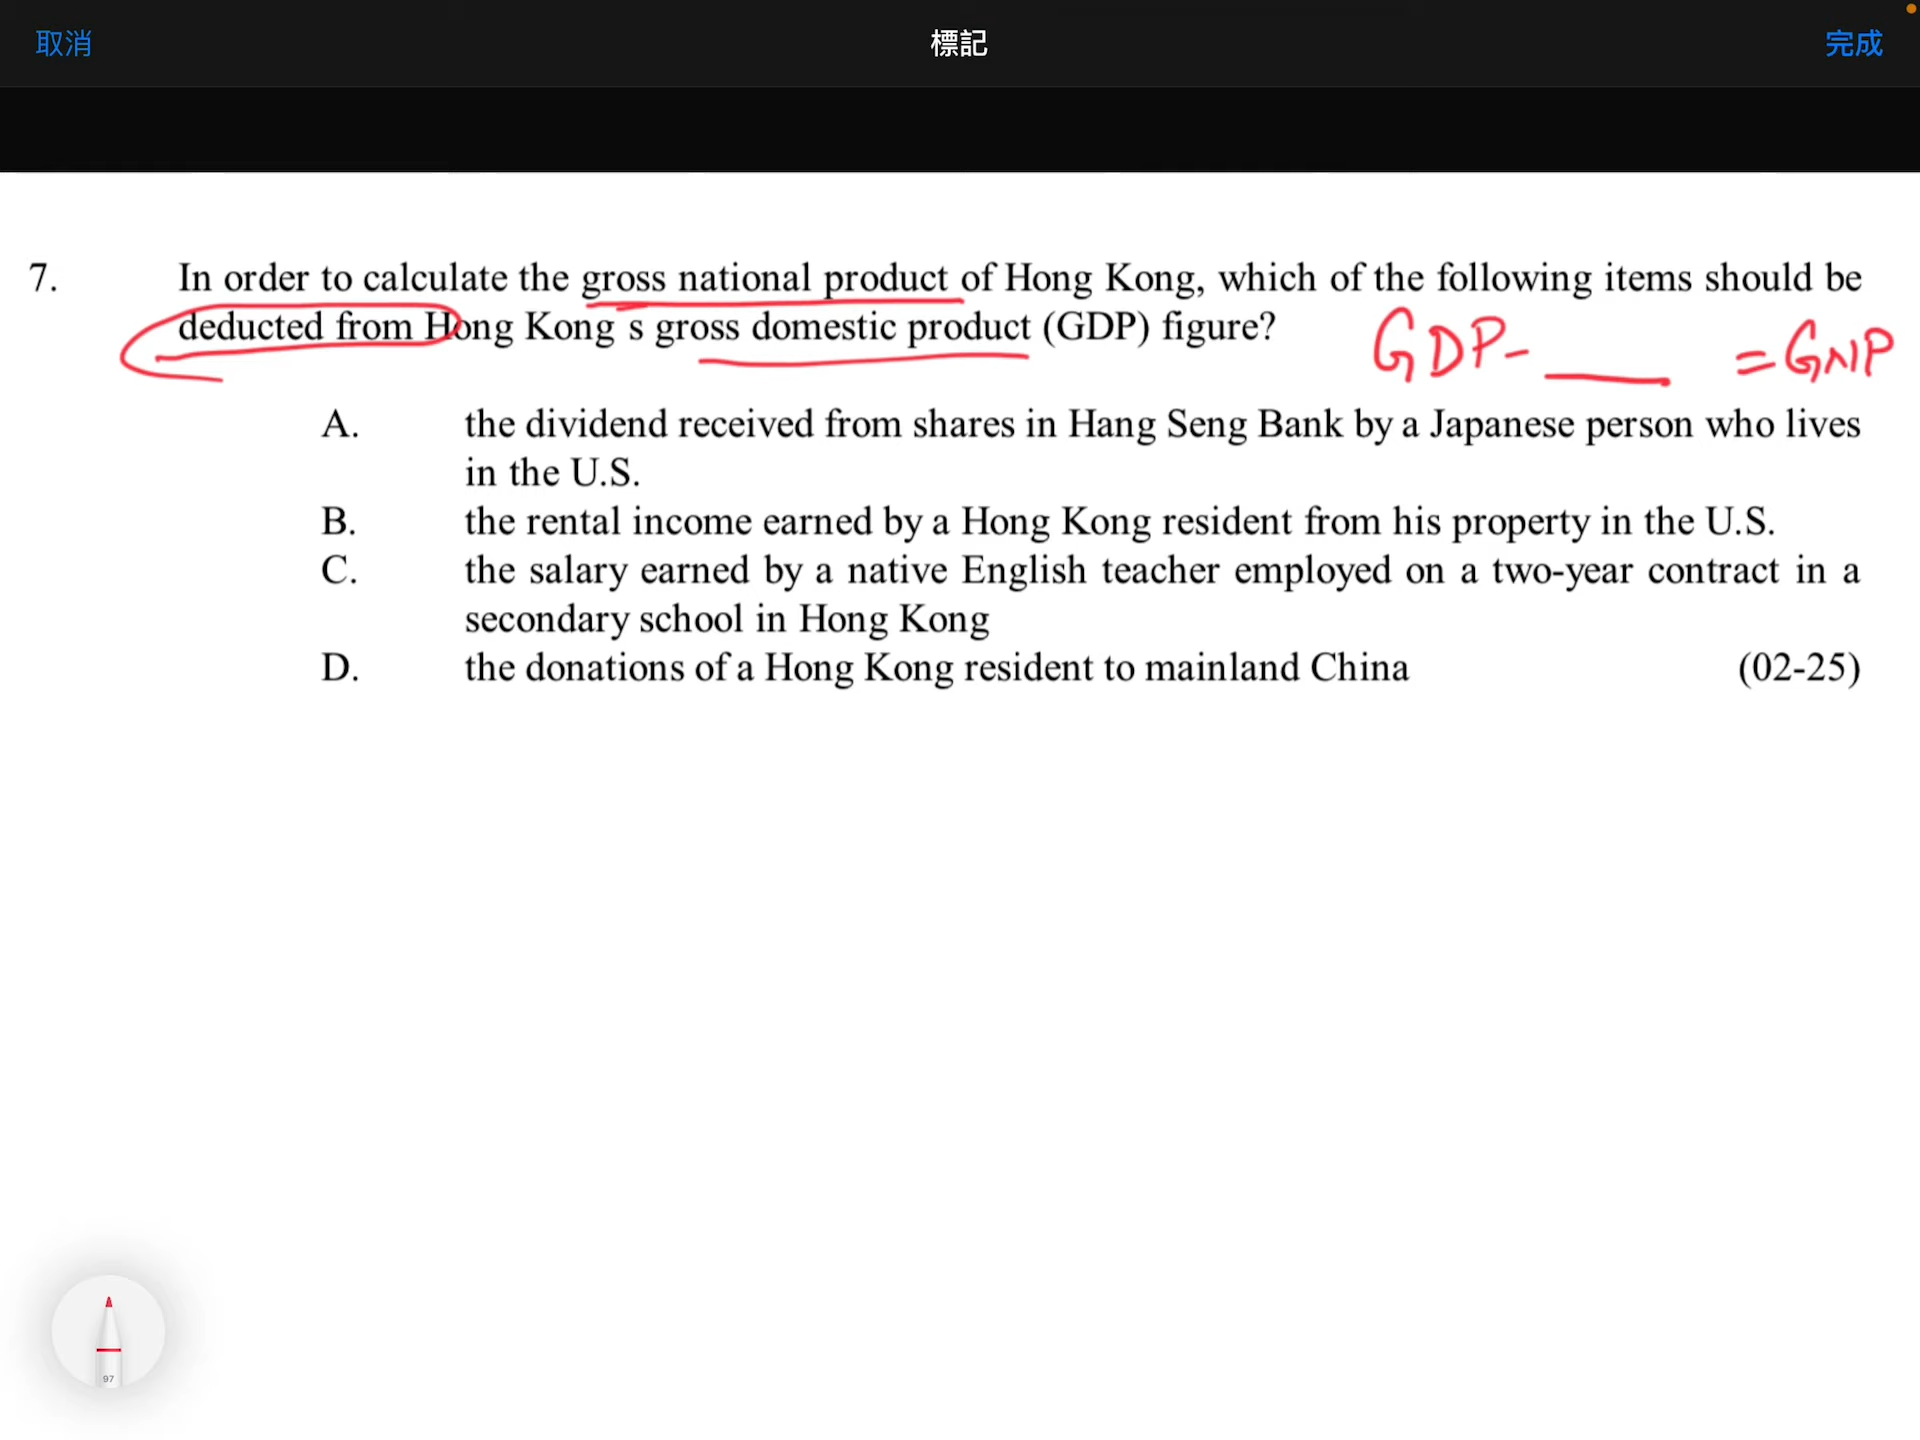 取消 標記 完成
7. In order to calculate the gross national product of Hong Kong, which of the following items should be
deducted from Hong Kong s gross domestic product (GDP) figure?
GDP- ____ = GNP
A. the dividend received from shares in Hang Seng Bank by a Japanese person who lives
in the U.S.
B. the rental income earned by a Hong Kong resident from his property in the U.S.
C. the salary earned by a native English teacher employed on a two-year contract in a
secondary school in Hong Kong
D. the donations of a Hong Kong resident to mainland China (02-25)
97